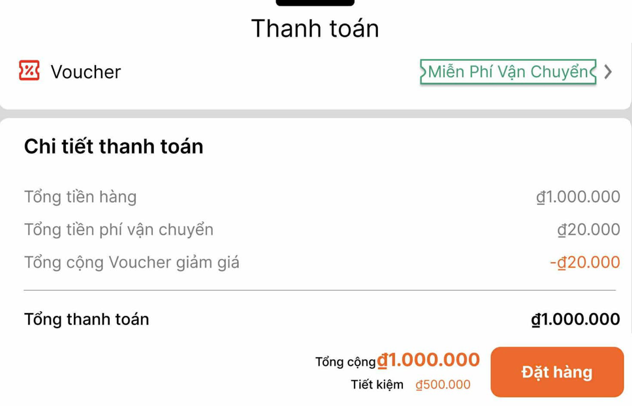 Thanh toán
Voucher Miễn Phí Vận Chuyển
Chi tiết thanh toán
Tổng tiền hàng ₫1.000.000
Tổng tiền phí vận chuyển ₫20.000
Tổng cộng Voucher giảm giá -₫20.000
Tổng thanh toán ₫1.000.000
Tổng cộng ₫1.000.000
Tiết kiệm ₫500.000
Đặt hàng